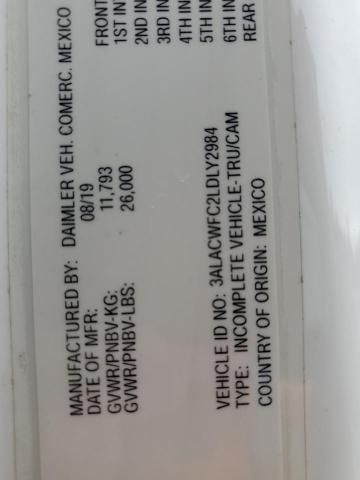 MANUFACTURED BY: DAIMLER VEH. COMERC. MEXICO
DATE OF MFR: 08/19
GVWR/PNBV-KG: 11,793
GVWR/PNBV-LBS: 26,000
FRONT
1ST INT
2ND IN
3RD IN
4TH IN
5TH IN
6TH IN
REAR
VEHICLE ID NO: 3ALACWFC2LDLY2984
TYPE: INCOMPLETE VEHICLE-TRU/CAM
COUNTRY OF ORIGIN: MEXICO